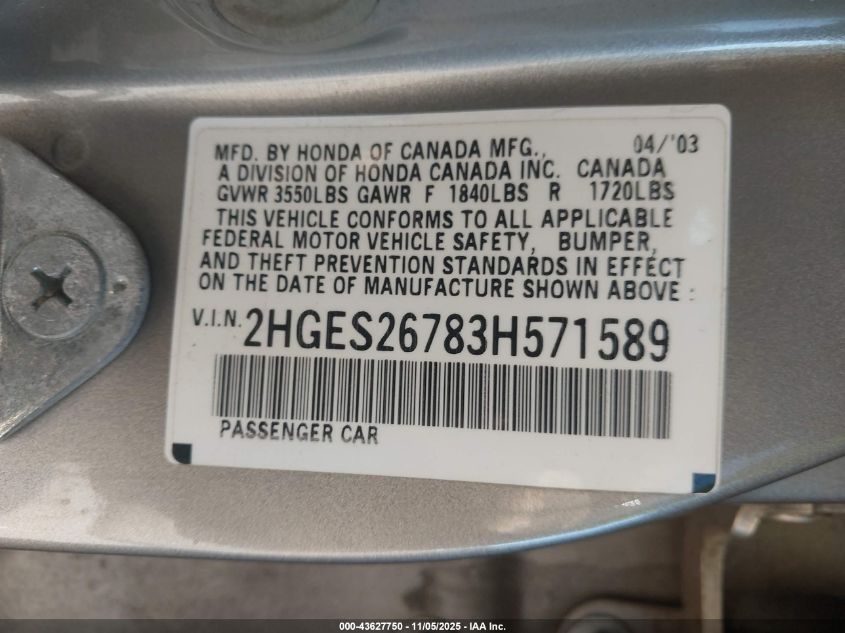 MFD. BY HONDA OF CANADA MFG., 04/'03
A DIVISION OF HONDA CANADA INC. CANADA
GVWR 3550LBS GAWR F 1840LBS R 1720LBS
THIS VEHICLE CONFORMS TO ALL APPLICABLE
FEDERAL MOTOR VEHICLE SAFETY, BUMPER,
AND THEFT PREVENTION STANDARDS IN EFFECT
ON THE DATE OF MANUFACTURE SHOWN ABOVE:
V.I.N. 2HGES26783H571589
PASSENGER CAR
000-43627750 - 11/05/2025 - IAA Inc.